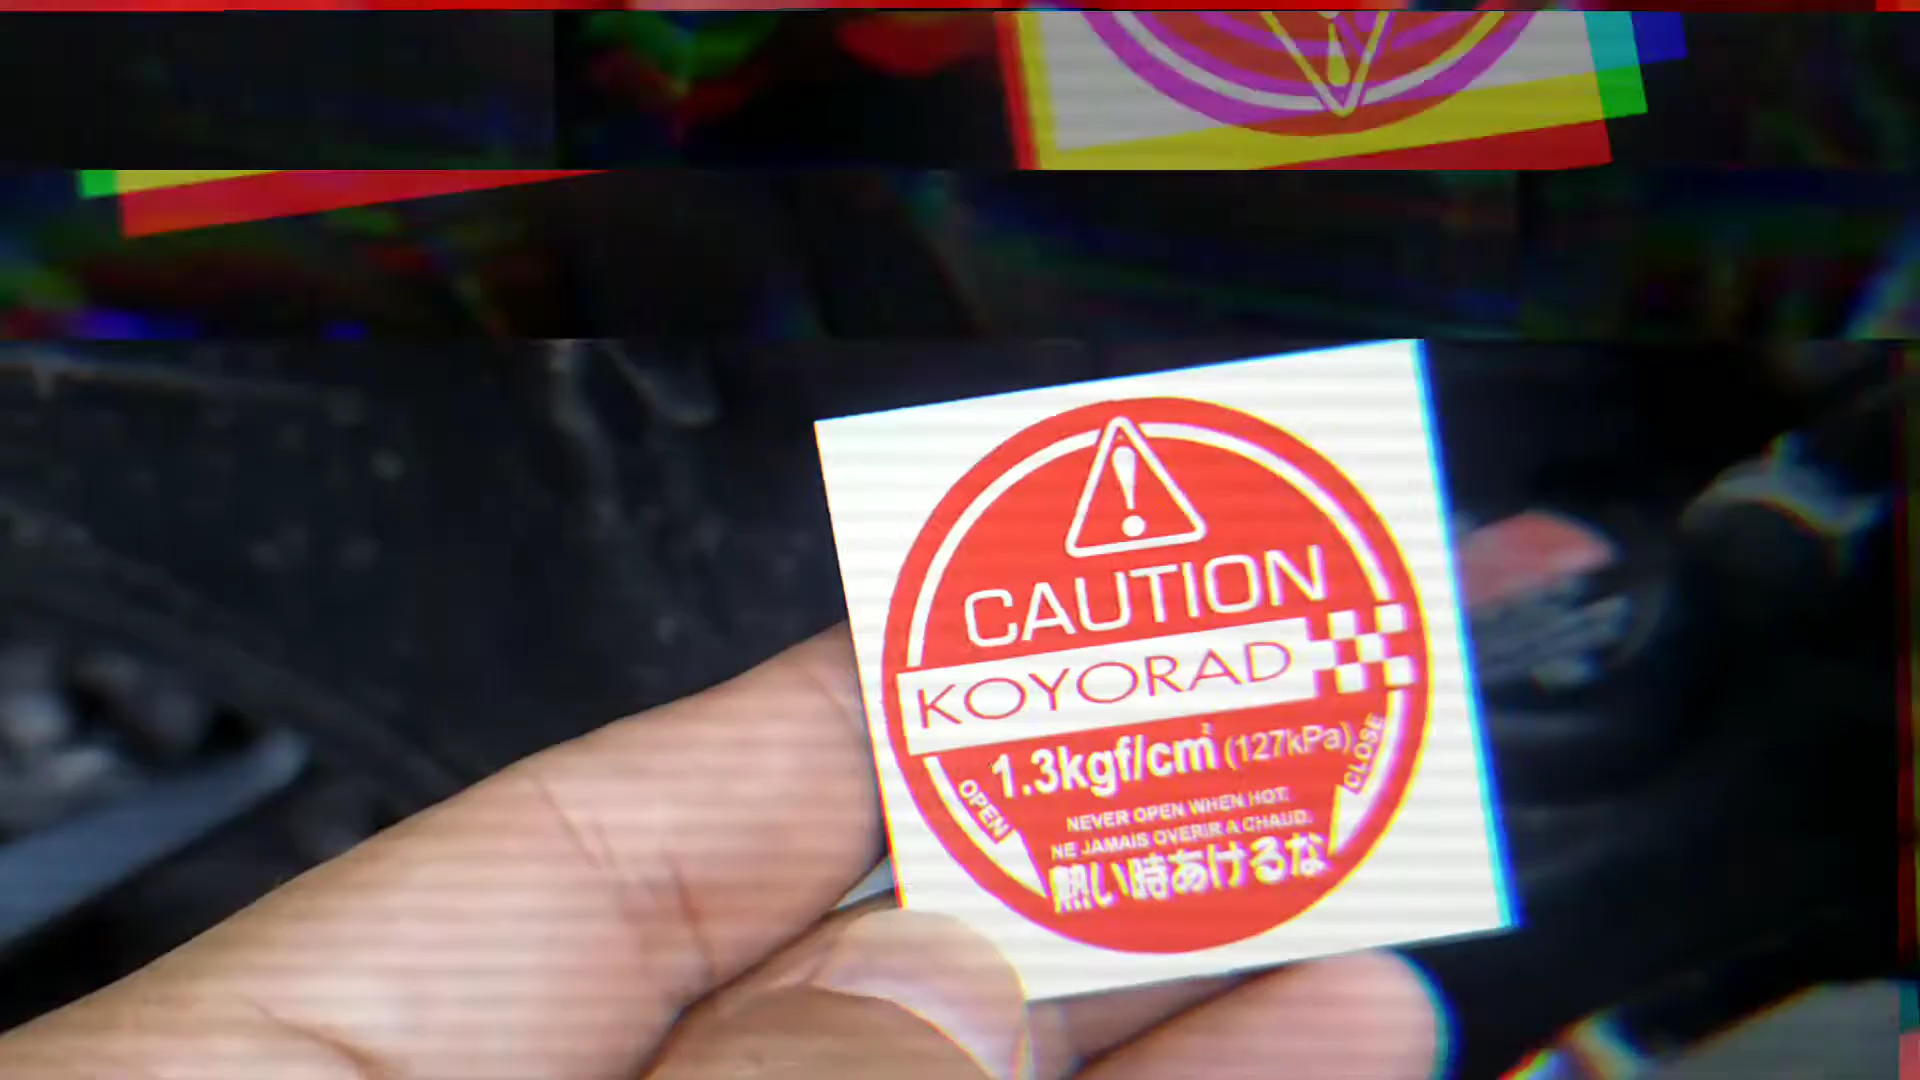 CAUTION
KOYORAD
1.3kgf/cm² (127kPa)
OPEN
CLOSE
NEVER OPEN WHEN HOT.
NE JAMAIS OVERIR A CHAUD.
熱い時あけるな